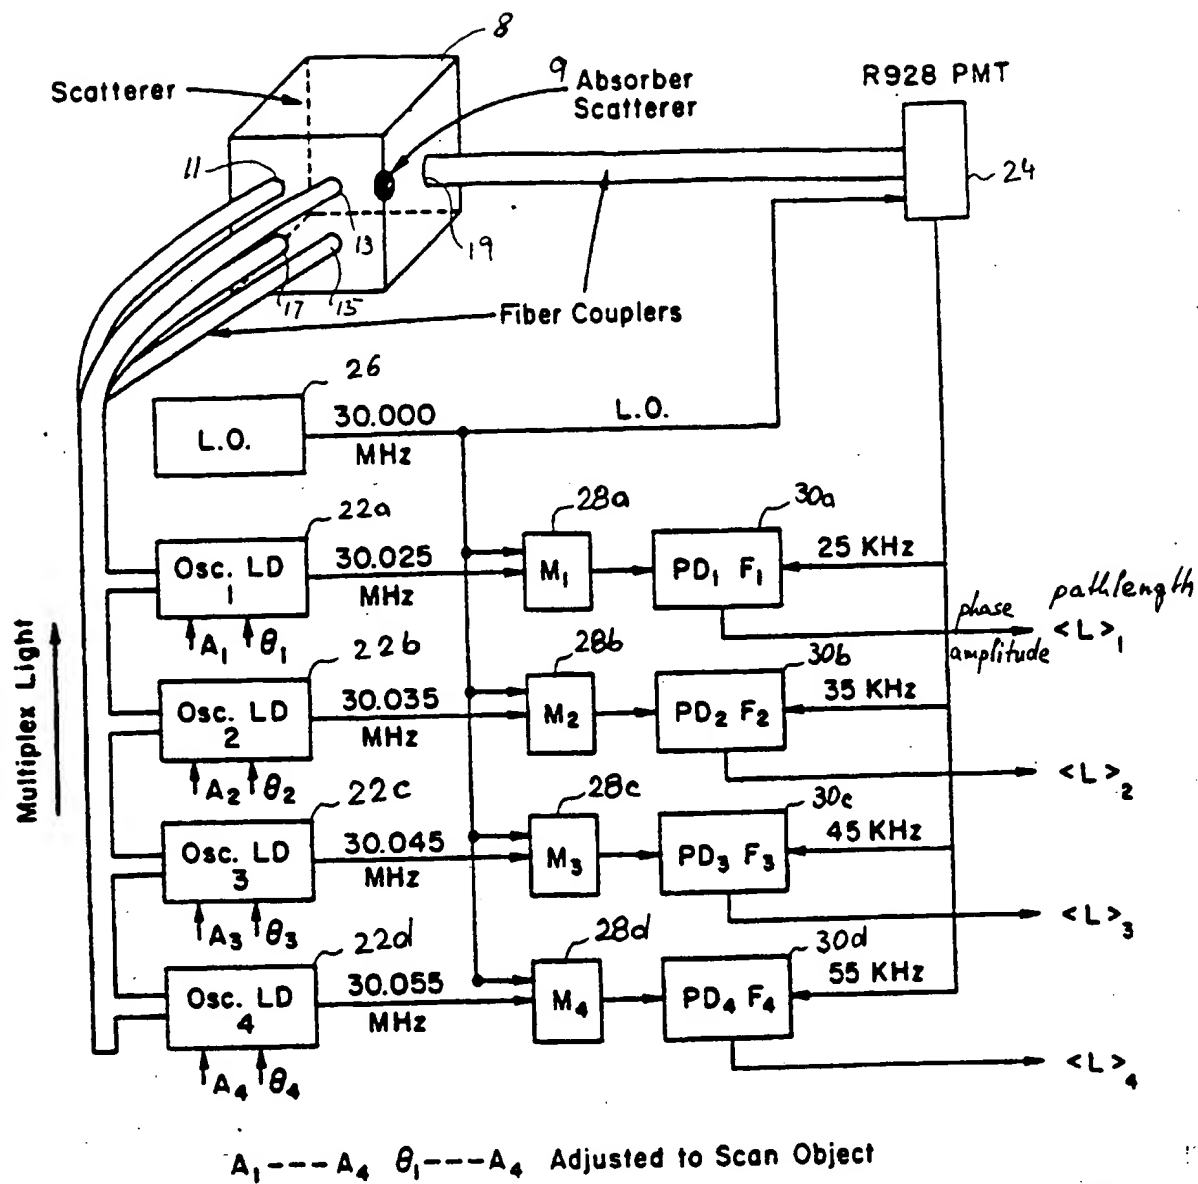 8
Scatterer
9
Absorber
Scatterer
R928 PMT
11
13
19
24
17
15
Fiber Couplers
26
L.O.
30.000
MHz
L.O.
22a
28a
30a
Osc. LD
1
30.025
MHz
M₁
PD₁ F₁
25 KHz
A₁
θ₁
phase
amplitude
pathlength
<L>₁
22b
28b
30b
Osc. LD
2
30.035
MHz
M₂
PD₂ F₂
35 KHz
A₂
θ₂
<L>₂
Multiplex Light
22c
28c
30c
Osc. LD
3
30.045
MHz
M₃
PD₃ F₃
45 KHz
A₃
θ₃
<L>₃
22d
28d
30d
Osc. LD
4
30.055
MHz
M₄
PD₄ F₄
55 KHz
A₄
θ₄
<L>₄
A₁---A₄ θ₁---A₄ Adjusted to Scan Object